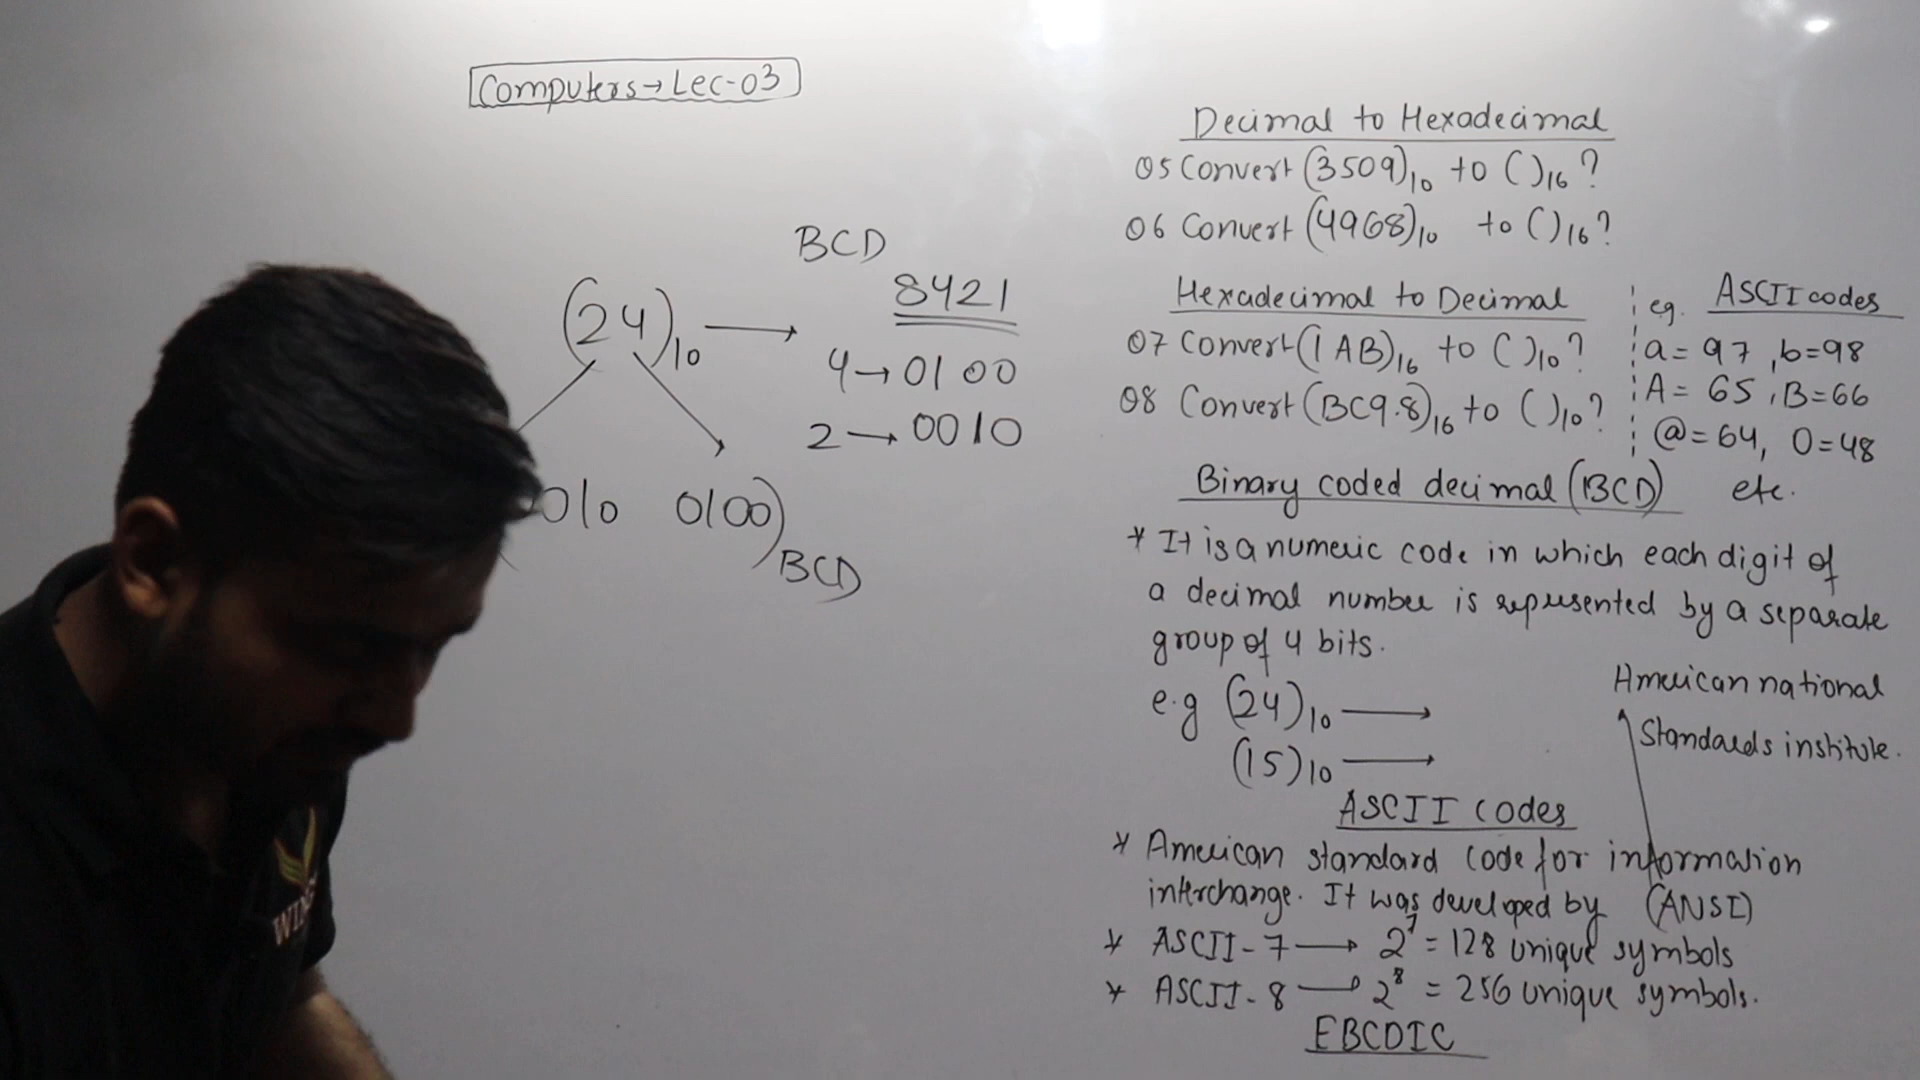 Computers→Lec-03
BCD
8421
(24)10 →
4→0100
2→0010
010 0100)BCD
Decimal to Hexadecimal
05 Convert (3509)10 to ( )16 ?
06 Convert (4968)10 to ( )16 ?
Hexadecimal to Decimal
07 Convert (1AB)16 to ( )10 ?
08 Convert (BC9.8)16 to ( )10 ?
eg. ASCII codes
a = 97 , b=98
A = 65 , B=66
@=64, 0=48
etc.
Binary coded decimal (BCD)
* It is a numeric code in which each digit of
a decimal number is represented by a separate
group of 4 bits.
e.g (24)10 →
(15)10 →
American national
Standards institute.
ASCII codes
* American standard code for information
interchange. It was developed by (ANSI)
* ASCII-7 → 2^7 = 128 unique symbols
* ASCII-8 → 2^8 = 256 unique symbols.
EBCDIC